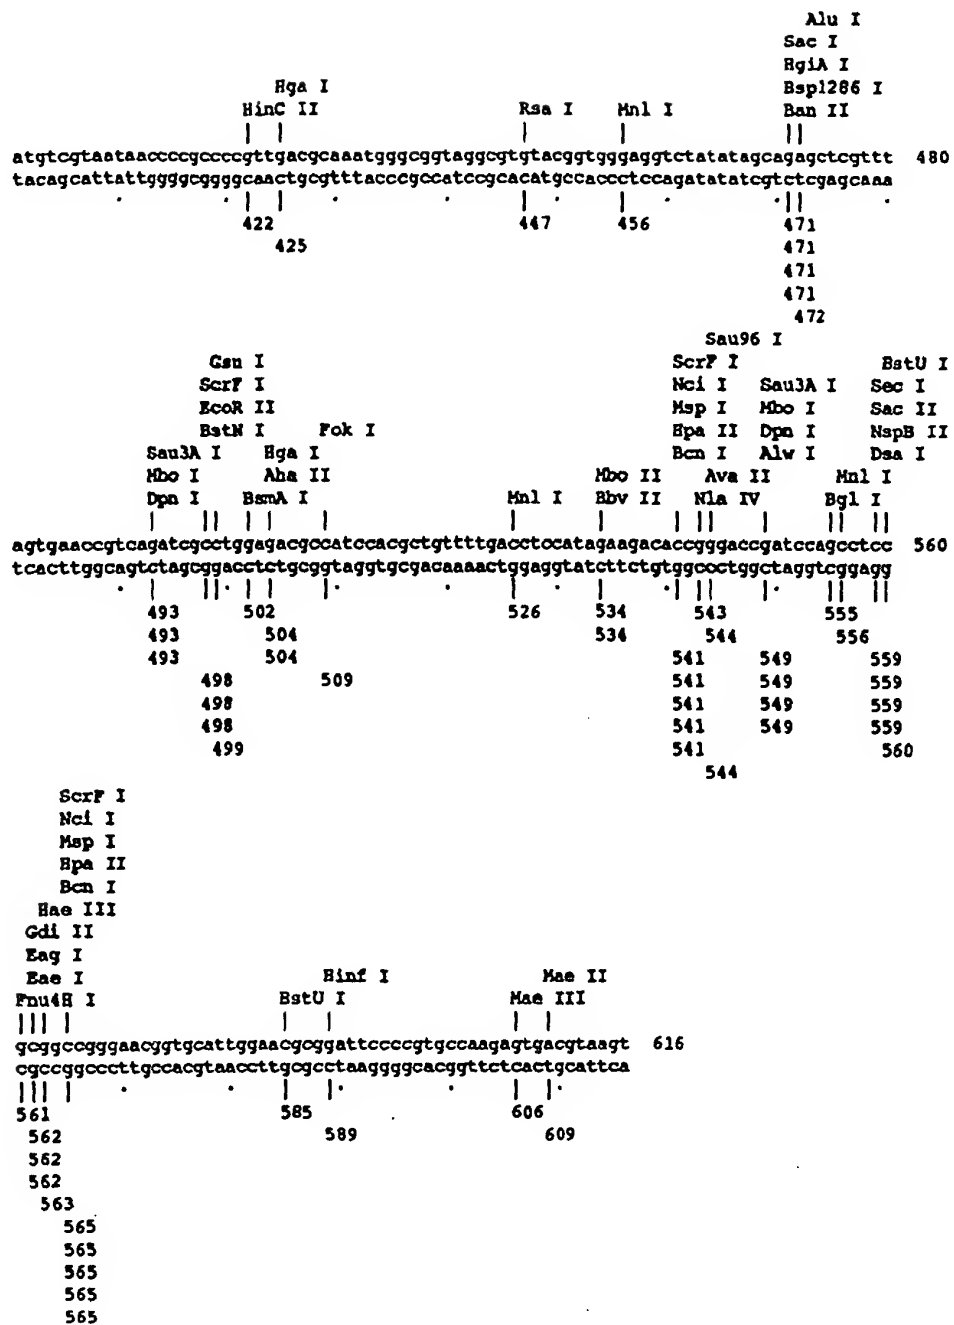 Alu I
Sac I
HgiA I
Hga I Bsp1286 I
HinC II Rsa I Mnl I Ban II
atgtcgtaataaccccgccccgttgacgcaaatgggcggtaggcgtgtacggtgggaggtctatatagcagagctcgttt 480
tacagcattattggggcggggcaactgcgtttacccgccatccgcacatgccaccctccagatatatcgtctcgagcaaa
422 447 456 471
425 471
471
471
472
Sau96 I
Gsu I ScrF I BstU I
ScrF I Nci I Sau3A I Sec I
EcoR II Msp I Mbo I Sac II
BstN I Fok I Hpa II Dpn I NspB II
Sau3A I Hga I Mbo II Bcn I Alw I Dsa I
Mbo I Aha II Bbv II Ava II Mnl I
Dpn I BsmA I Mnl I Nla IV Bgl I
agtgaaccgtcagatcgcctggagacgccatccacgctgttttgacctccatagaagacaccgggaccgatccagcctcc 560
tcacttggcagtctagcggacctctgcggtaggtgcgacaaaactggaggtatcttctgtggccctggctaggtcggagg
493 502 526 534 543 555
493 504 534 544 556
493 504 541 549 559
498 509 541 549 559
498 541 549 559
498 541 549 559
499 541 560
544
ScrF I
Nci I
Msp I
Hpa II
Bcn I
Hae III
Gdi II
Eag I
Eae I Hinf I Mae II
Fnu4H I BstU I Mae III
gcggccgggaacggtgcattggaacgcggattccccgtgccaagagtgacgtaagt 616
cgccggcccttgccacgtaaccttgcgcctaaggggcacggttctcactgcattca
561 585 606
562 589 609
562
562
563
565
565
565
565
565